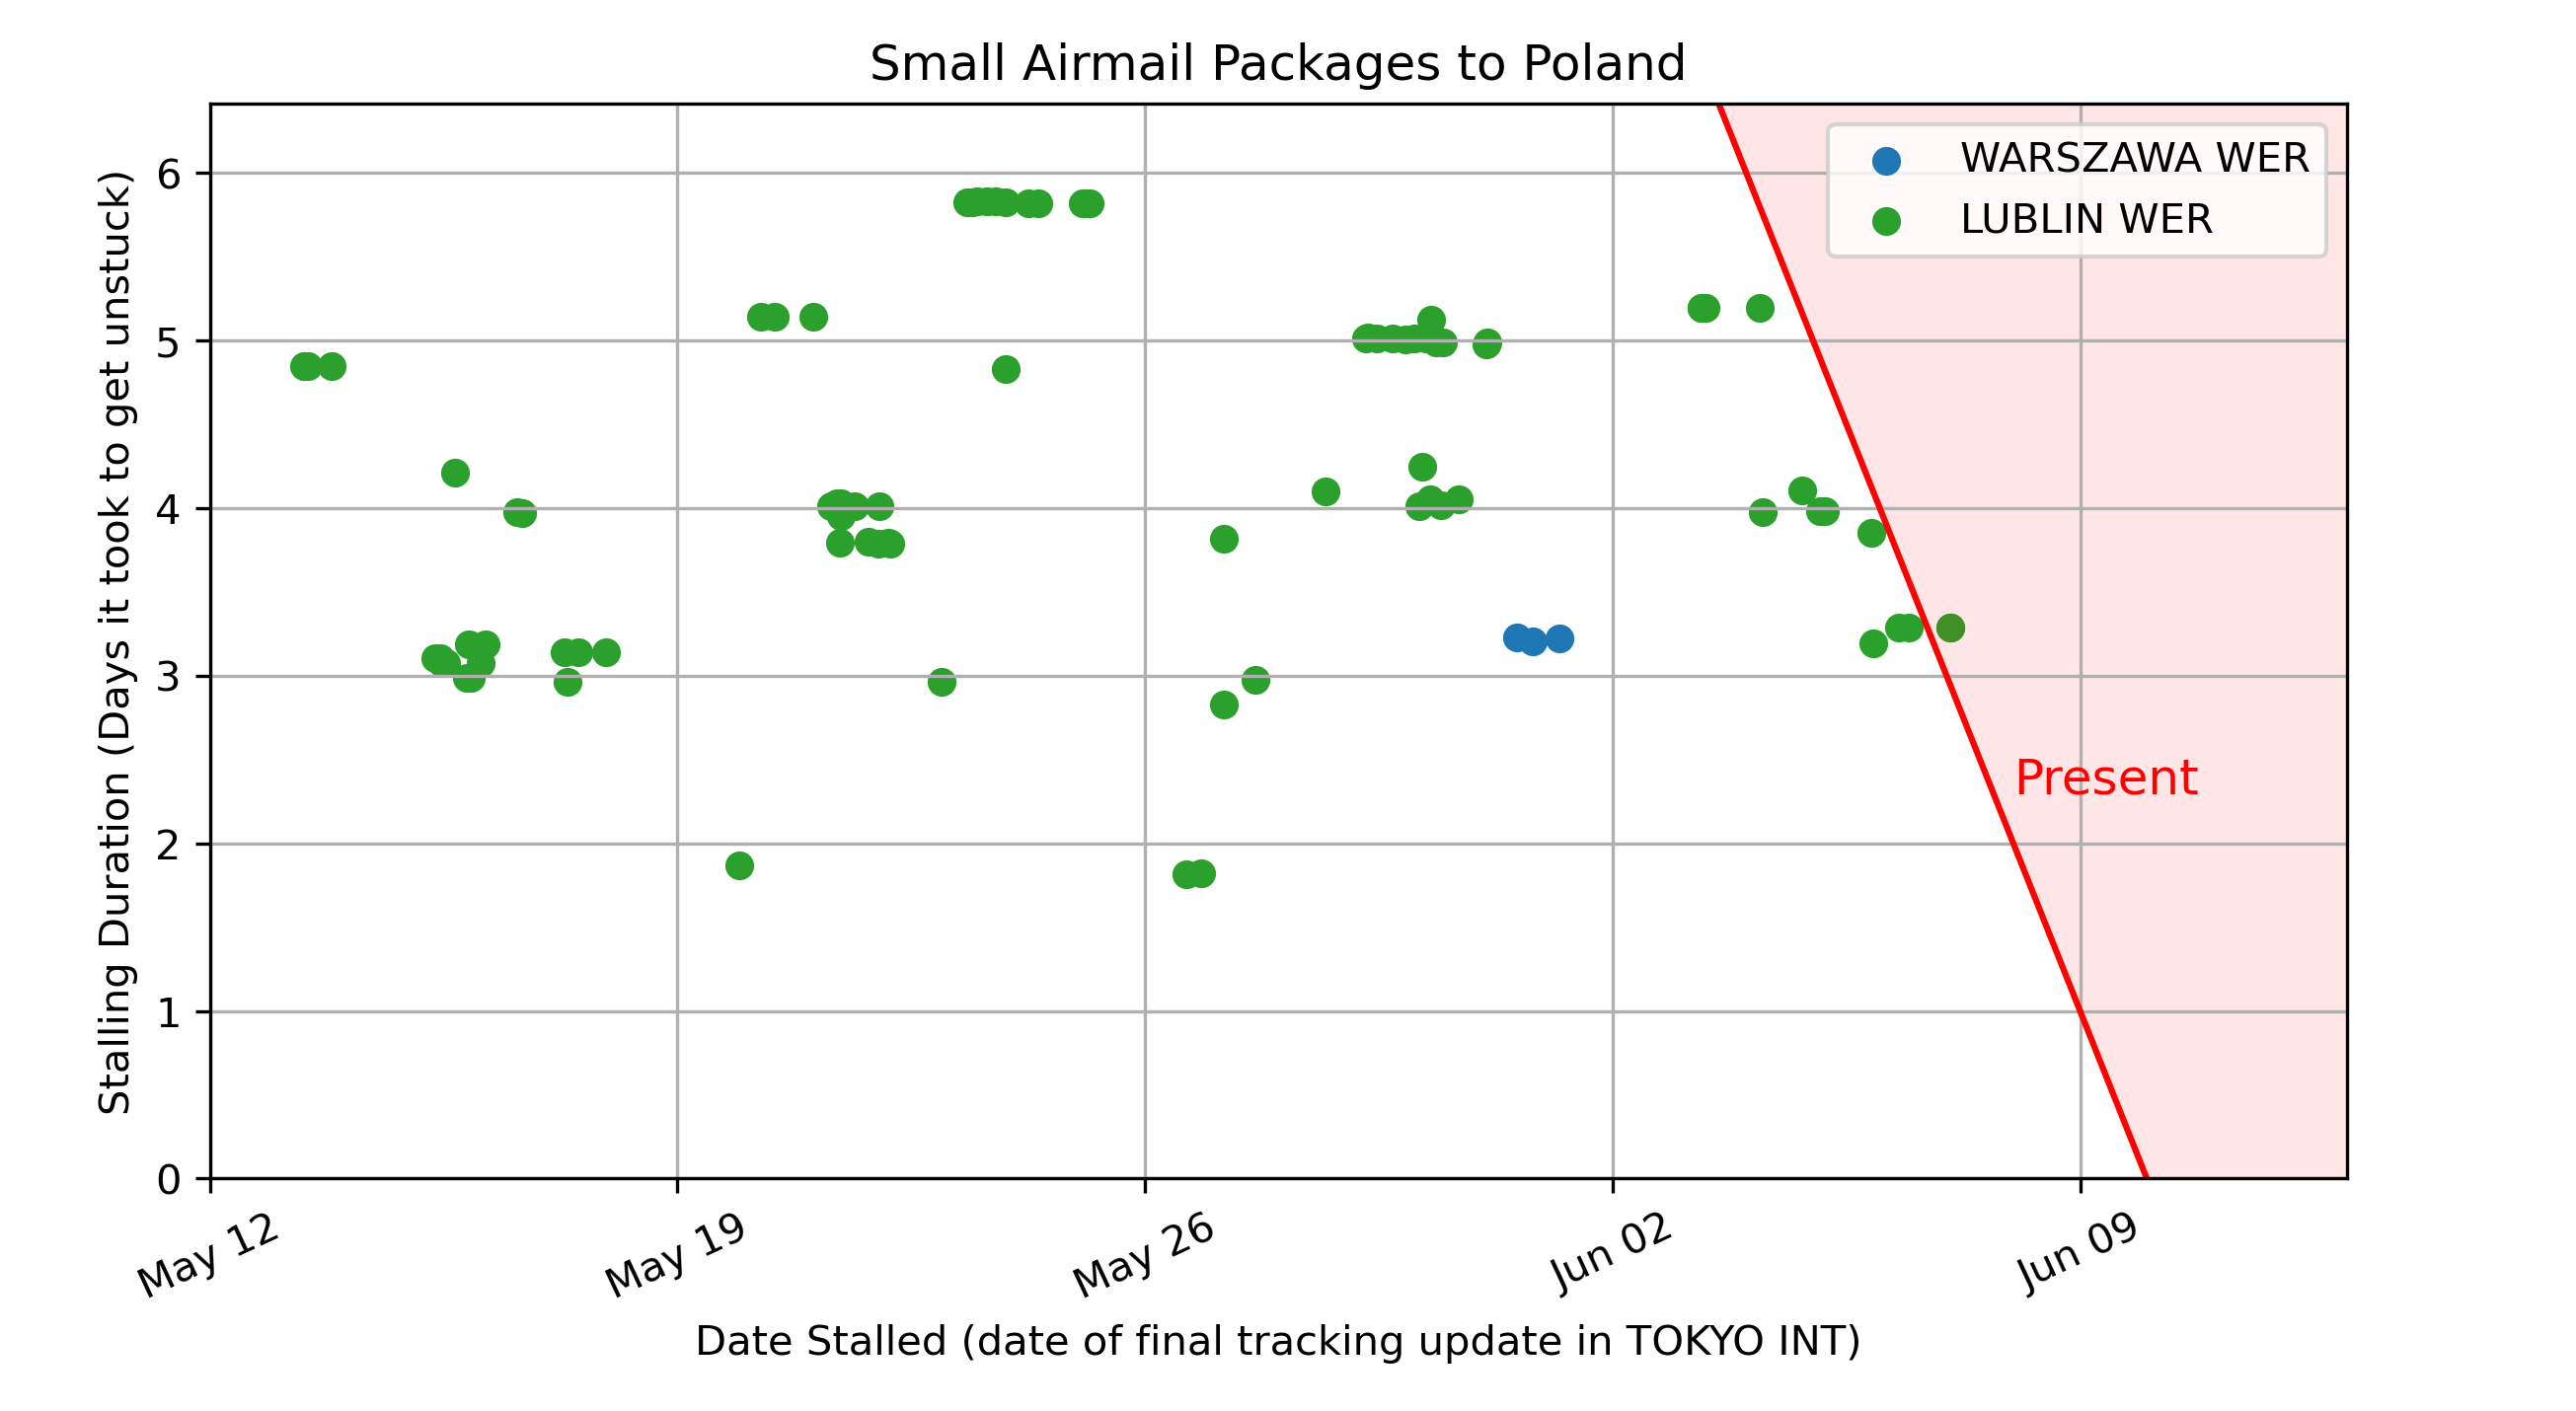 Small Airmail Packages to Poland
Stalling Duration (Days it took to get unstuck)
6
5
4
3
2
1
0
WARSZAWA WER
LUBLIN WER
Present
May 12
May 19
May 26
Jun 02
Jun 09
Date Stalled (date of final tracking update in TOKYO INT)